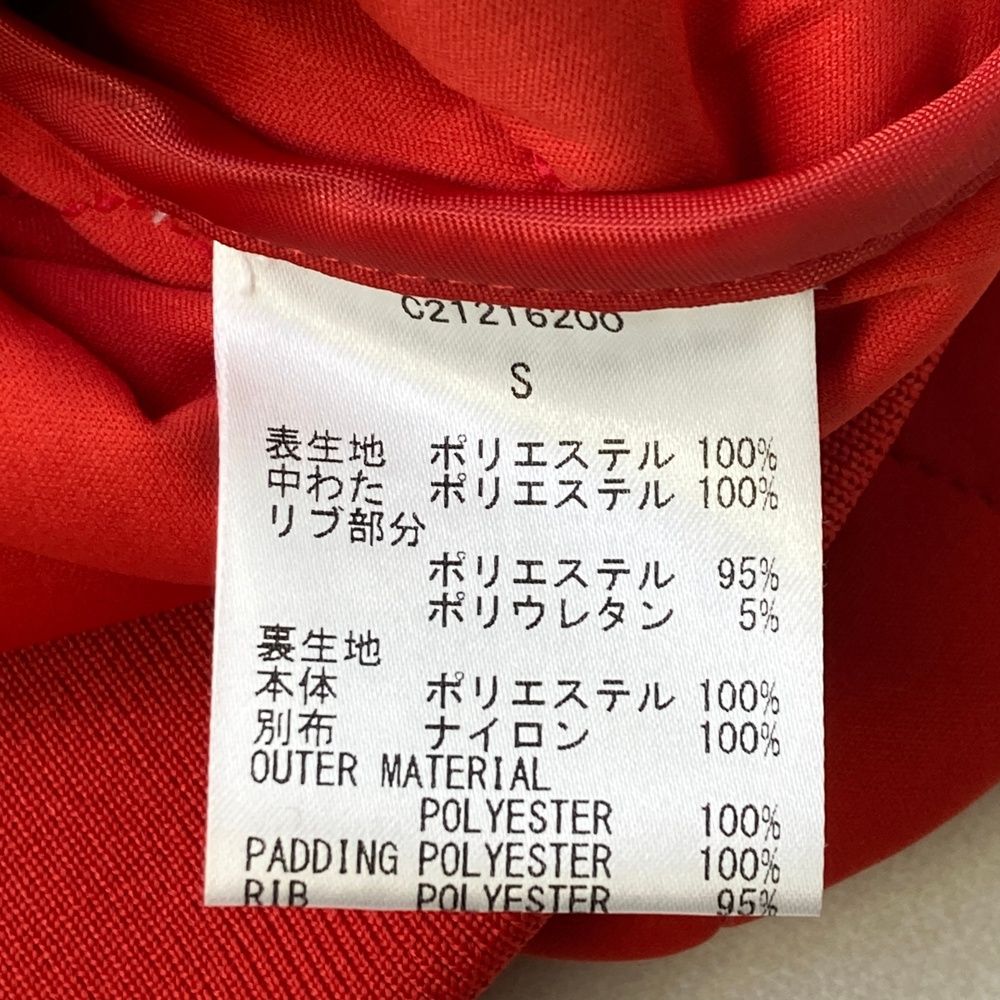 C21216200
S
表生地 ポリエステル 100%
中わた ポリエステル 100%
リブ部分
ポリエステル 95%
ポリウレタン 5%
裏生地
本体 ポリエステル 100%
別布 ナイロン 100%
OUTER MATERIAL
POLYESTER 100%
PADDING POLYESTER 100%
RIB POLYESTER 95%